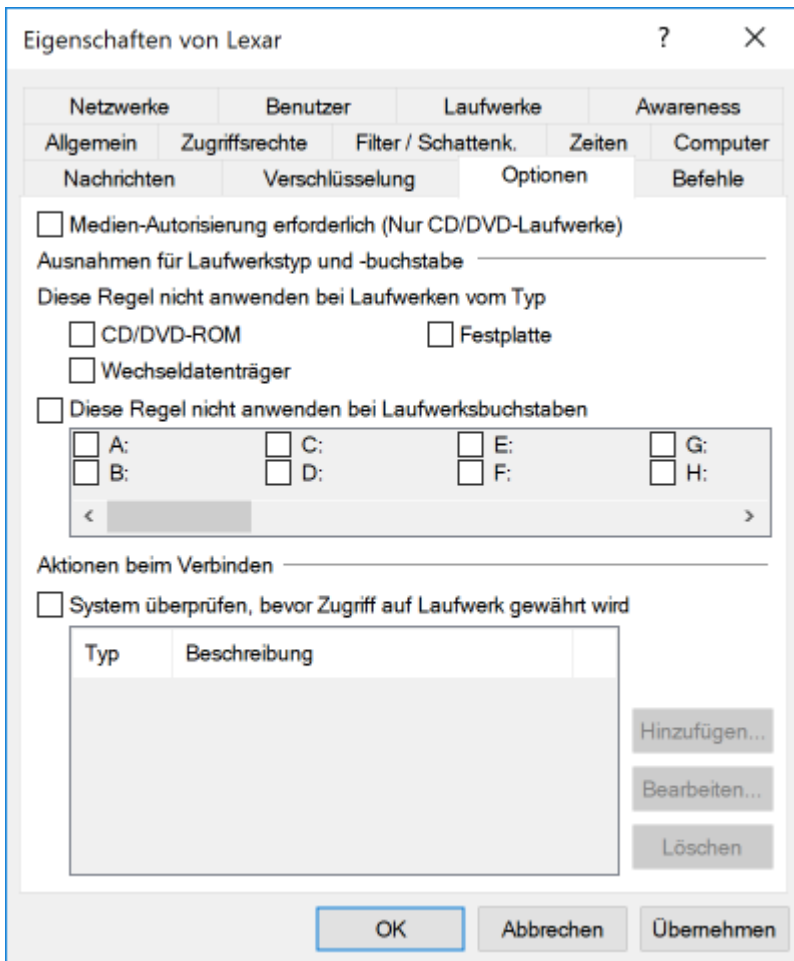 Eigenschaften von Lexar ? ×
Netzwerke Benutzer Laufwerke Awareness
Allgemein Zugriffsrechte Filter / Schattenk. Zeiten Computer
Nachrichten Verschlüsselung Optionen Befehle
Medien-Autorisierung erforderlich (Nur CD/DVD-Laufwerke)
Ausnahmen für Laufwerkstyp und -buchstabe
Diese Regel nicht anwenden bei Laufwerken vom Typ
CD/DVD-ROM Festplatte
Wechseldatenträger
Diese Regel nicht anwenden bei Laufwerksbuchstaben
A: C: E: G:
B: D: F: H:
Aktionen beim Verbinden
System überprüfen, bevor Zugriff auf Laufwerk gewährt wird
Typ Beschreibung
Hinzufügen...
Bearbeiten...
Löschen
OK Abbrechen Übernehmen